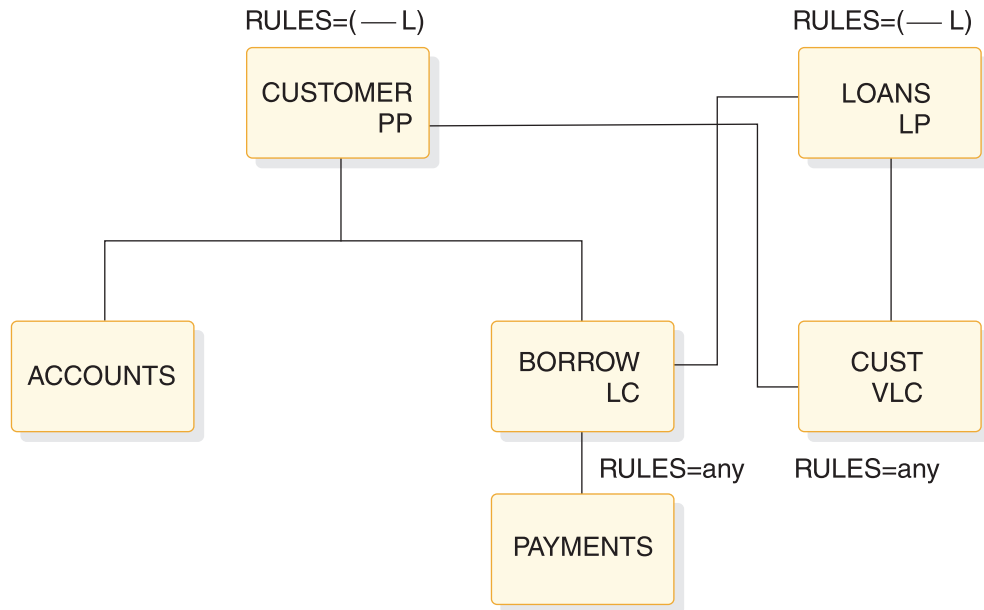 RULES=( — L)
RULES=( — L)
CUSTOMER
PP
LOANS
LP
ACCOUNTS
BORROW
LC
CUST
VLC
RULES=any
RULES=any
PAYMENTS